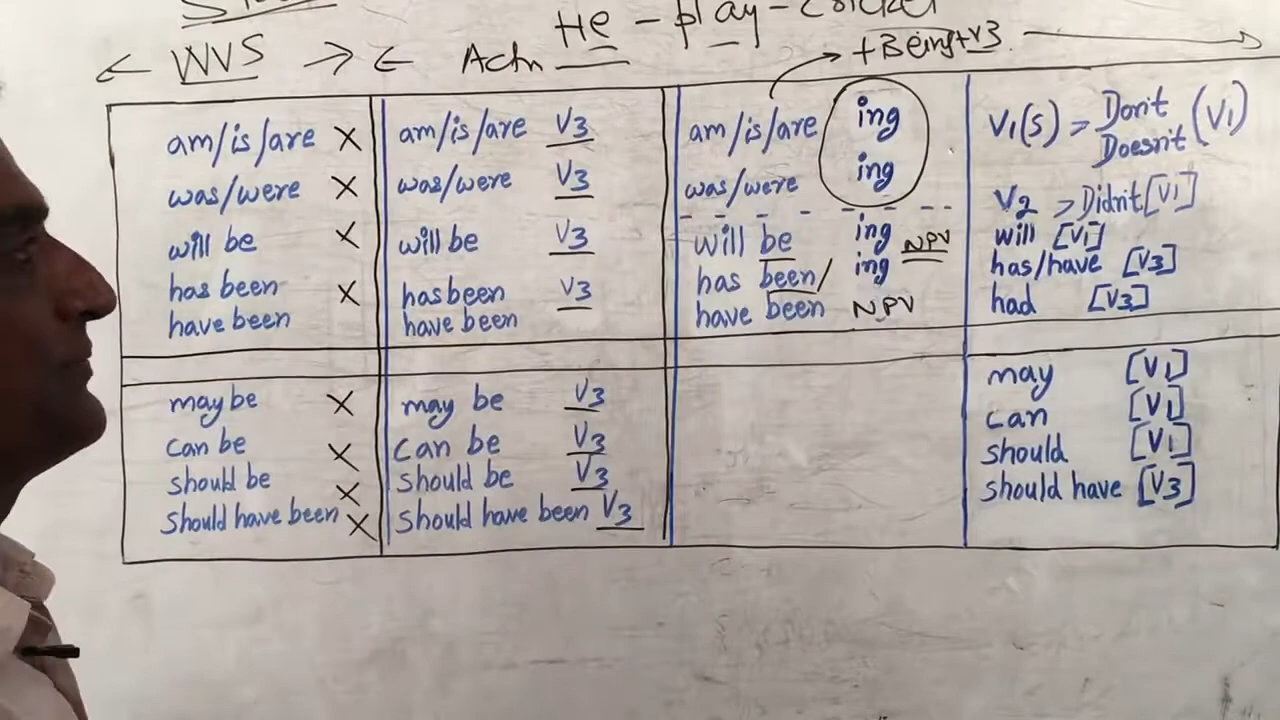 He - play - cricket
WVS Actn +Being+V3
am/is/are X am/is/are V3 am/is/are ing V1(s) > Don't Doesn't (V1)
was/were X was/were V3 was/were ing V2 > Didn't [V1]
will be X will be V3 will be ing NPV will [V1]
has been X has been V3 has been/ ing has/have [V3]
have been have been have been NPV had [V3]
may be X may be V3 may [V1]
can be X can be V3 can [V1]
should be X should be V3 should [V1]
should have been X should have been V3 should have [V3]